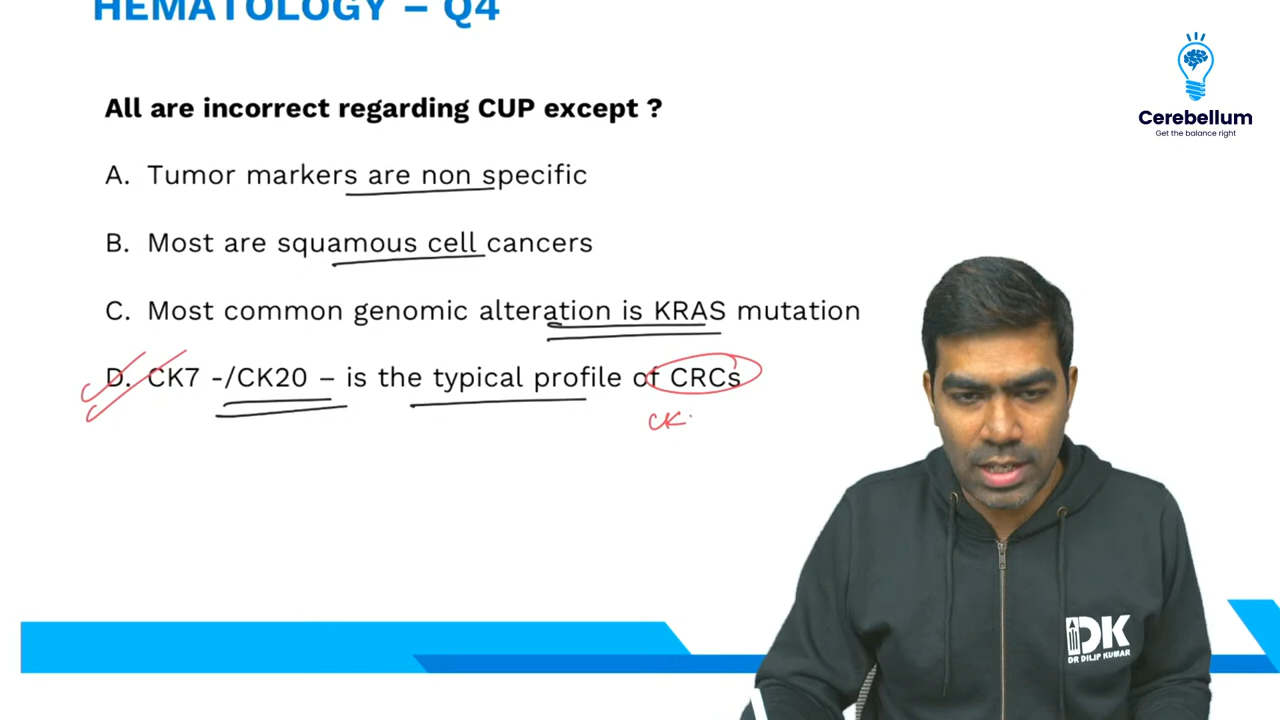 HEMATOLOGY – Q4
Cerebellum
Get the balance right
All are incorrect regarding CUP except ?
A. Tumor markers are non specific
B. Most are squamous cell cancers
C. Most common genomic alteration is KRAS mutation
D. CK7 -/CK20 – is the typical profile of CRCs
CK
DK
DR DILIP KUMAR